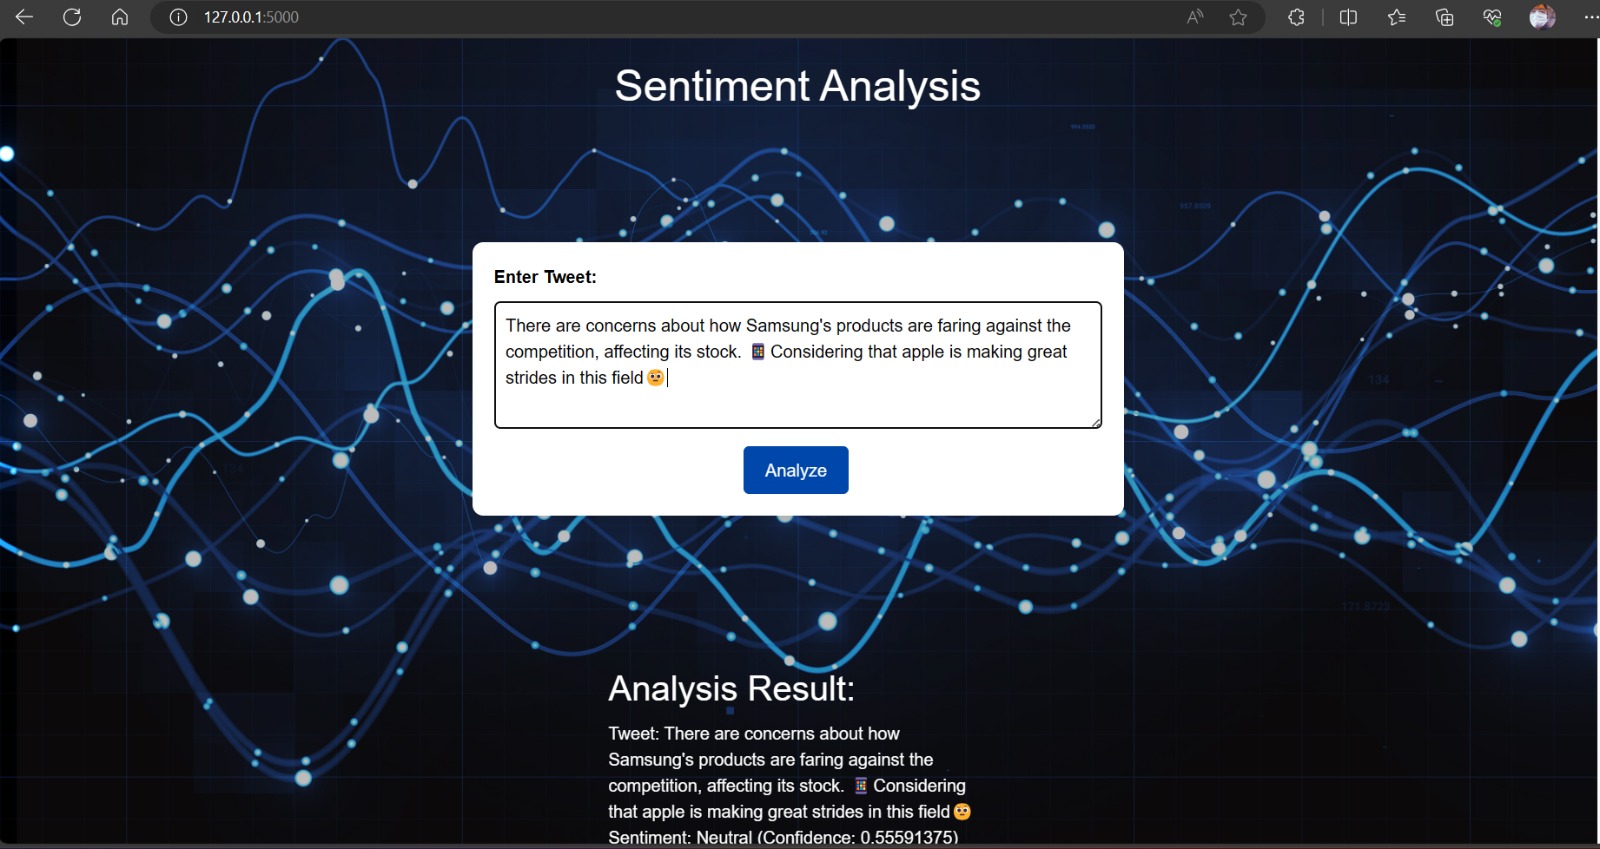 127.0.0.1:5000
Sentiment Analysis
Enter Tweet:
There are concerns about how Samsung's products are faring against the
competition, affecting its stock. 📱 Considering that apple is making great
strides in this field 🥺
Analyze
134
171.8723
Analysis Result:
Tweet: There are concerns about how
Samsung's products are faring against the
competition, affecting its stock. 📱 Considering
that apple is making great strides in this field 🥺
Sentiment: Neutral (Confidence: 0.55591375)